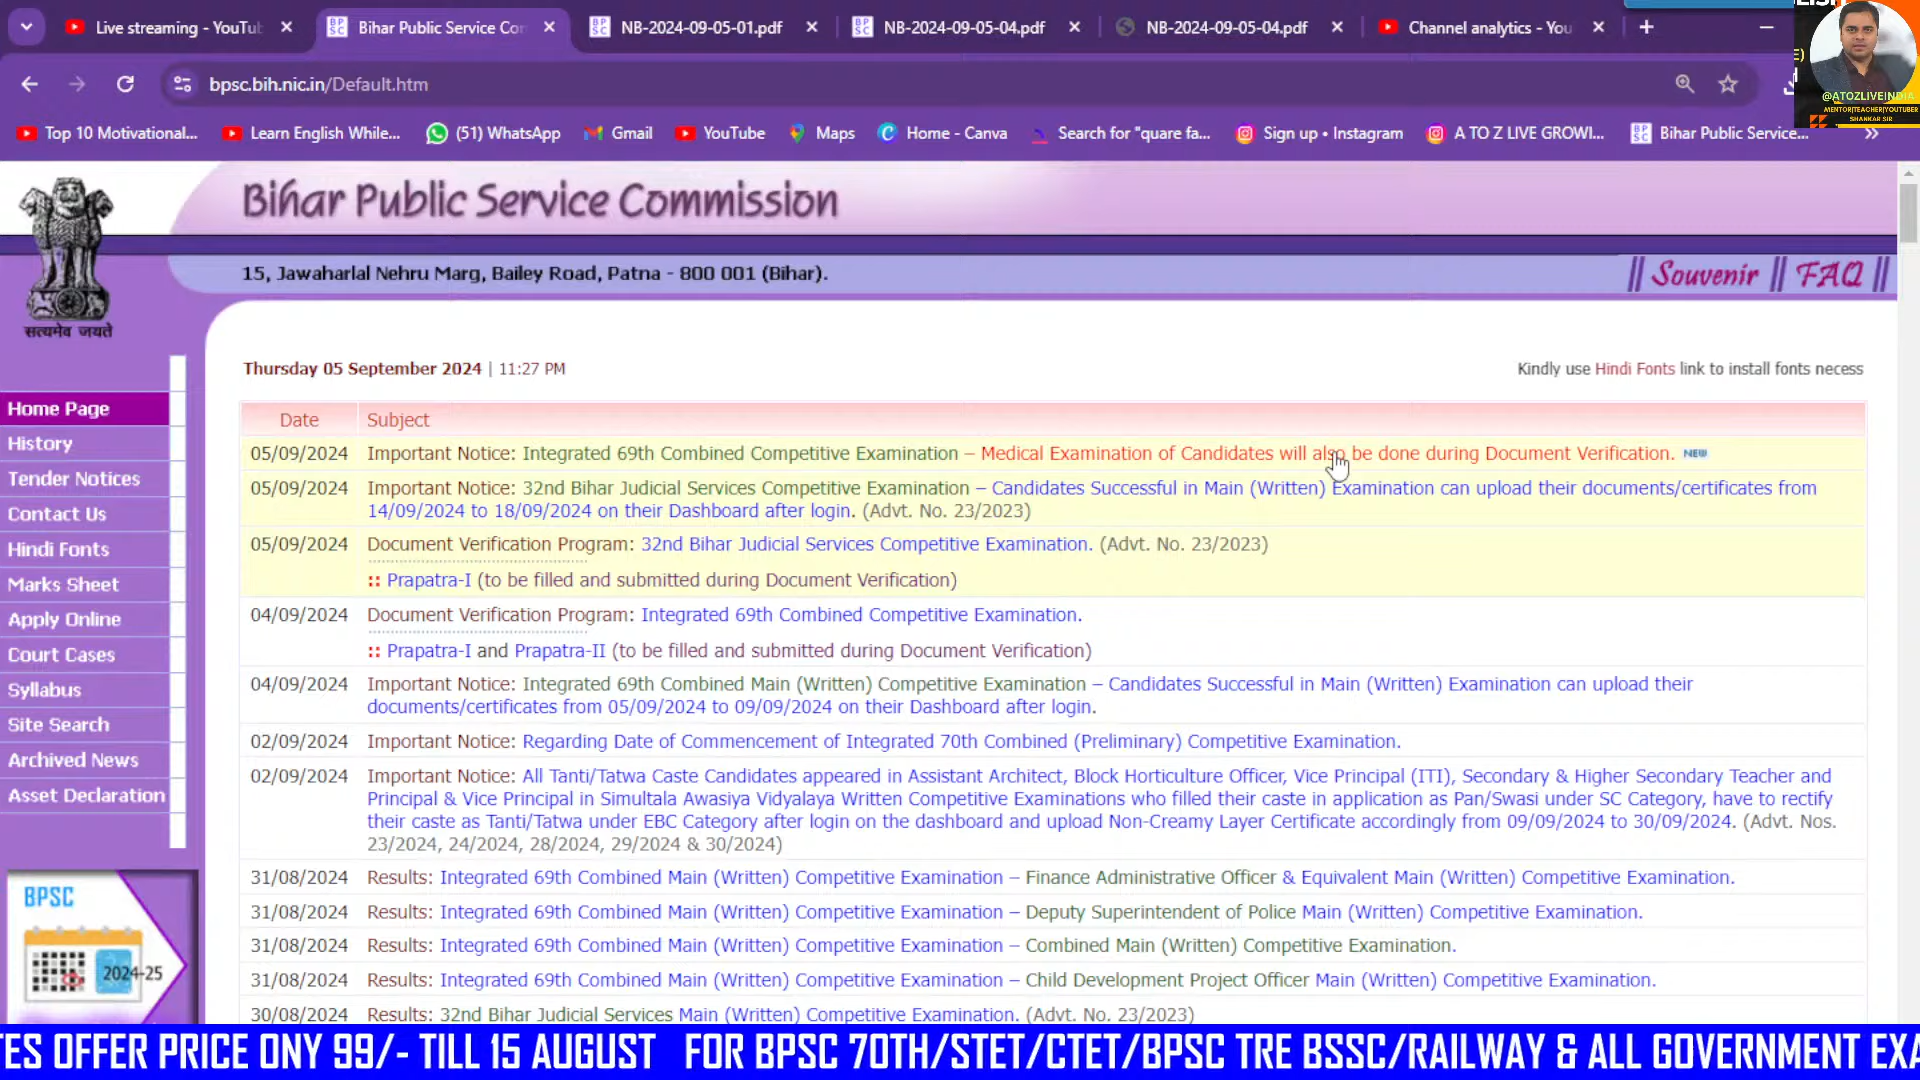 Live streaming - YouTu
Bihar Public Service Cor
NB-2024-09-05-01.pdf
NB-2024-09-05-04.pdf
NB-2024-09-05-04.pdf
Channel analytics - You
bpsc.bih.nic.in/Default.htm
@ATOZLIVEINDIA
MENTOR|TEACHER|YOUTUBER
SHANKAR SIR
Top 10 Motivational...
Learn English While...
(51) WhatsApp
Gmail
YouTube
Maps
Home - Canva
Search for "quare fa...
Sign up • Instagram
A TO Z LIVE GROWI...
Bihar Public Service...
Bihar Public Service Commission
15, Jawaharlal Nehru Marg, Bailey Road, Patna - 800 001 (Bihar).
|| Souvenir || FAQ ||
सत्यमेव जयते
Thursday 05 September 2024 | 11:27 PM
Kindly use Hindi Fonts link to install fonts necess
Home Page
History
Tender Notices
Contact Us
Hindi Fonts
Marks Sheet
Apply Online
Court Cases
Syllabus
Site Search
Archived News
Asset Declaration
BPSC
2024-25
Date Subject
05/09/2024 Important Notice: Integrated 69th Combined Competitive Examination – Medical Examination of Candidates will also be done during Document Verification. NEW
05/09/2024 Important Notice: 32nd Bihar Judicial Services Competitive Examination – Candidates Successful in Main (Written) Examination can upload their documents/certificates from
14/09/2024 to 18/09/2024 on their Dashboard after login. (Advt. No. 23/2023)
05/09/2024 Document Verification Program: 32nd Bihar Judicial Services Competitive Examination. (Advt. No. 23/2023)
:: Prapatra-I (to be filled and submitted during Document Verification)
04/09/2024 Document Verification Program: Integrated 69th Combined Competitive Examination.
:: Prapatra-I and Prapatra-II (to be filled and submitted during Document Verification)
04/09/2024 Important Notice: Integrated 69th Combined Main (Written) Competitive Examination – Candidates Successful in Main (Written) Examination can upload their
documents/certificates from 05/09/2024 to 09/09/2024 on their Dashboard after login.
02/09/2024 Important Notice: Regarding Date of Commencement of Integrated 70th Combined (Preliminary) Competitive Examination.
02/09/2024 Important Notice: All Tanti/Tatwa Caste Candidates appeared in Assistant Architect, Block Horticulture Officer, Vice Principal (ITI), Secondary & Higher Secondary Teacher and
Principal & Vice Principal in Simultala Awasiya Vidyalaya Written Competitive Examinations who filled their caste in application as Pan/Swasi under SC Category, have to rectify
their caste as Tanti/Tatwa under EBC Category after login on the dashboard and upload Non-Creamy Layer Certificate accordingly from 09/09/2024 to 30/09/2024. (Advt. Nos.
23/2024, 24/2024, 28/2024, 29/2024 & 30/2024)
31/08/2024 Results: Integrated 69th Combined Main (Written) Competitive Examination – Finance Administrative Officer & Equivalent Main (Written) Competitive Examination.
31/08/2024 Results: Integrated 69th Combined Main (Written) Competitive Examination – Deputy Superintendent of Police Main (Written) Competitive Examination.
31/08/2024 Results: Integrated 69th Combined Main (Written) Competitive Examination – Combined Main (Written) Competitive Examination.
31/08/2024 Results: Integrated 69th Combined Main (Written) Competitive Examination – Child Development Project Officer Main (Written) Competitive Examination.
30/08/2024 Results: 32nd Bihar Judicial Services Main (Written) Competitive Examination. (Advt. No. 23/2023)
TES OFFER PRICE ONY 99/- TILL 15 AUGUST FOR BPSC 70TH/STET/CTET/BPSC TRE BSSC/RAILWAY & ALL GOVERNMENT EXA